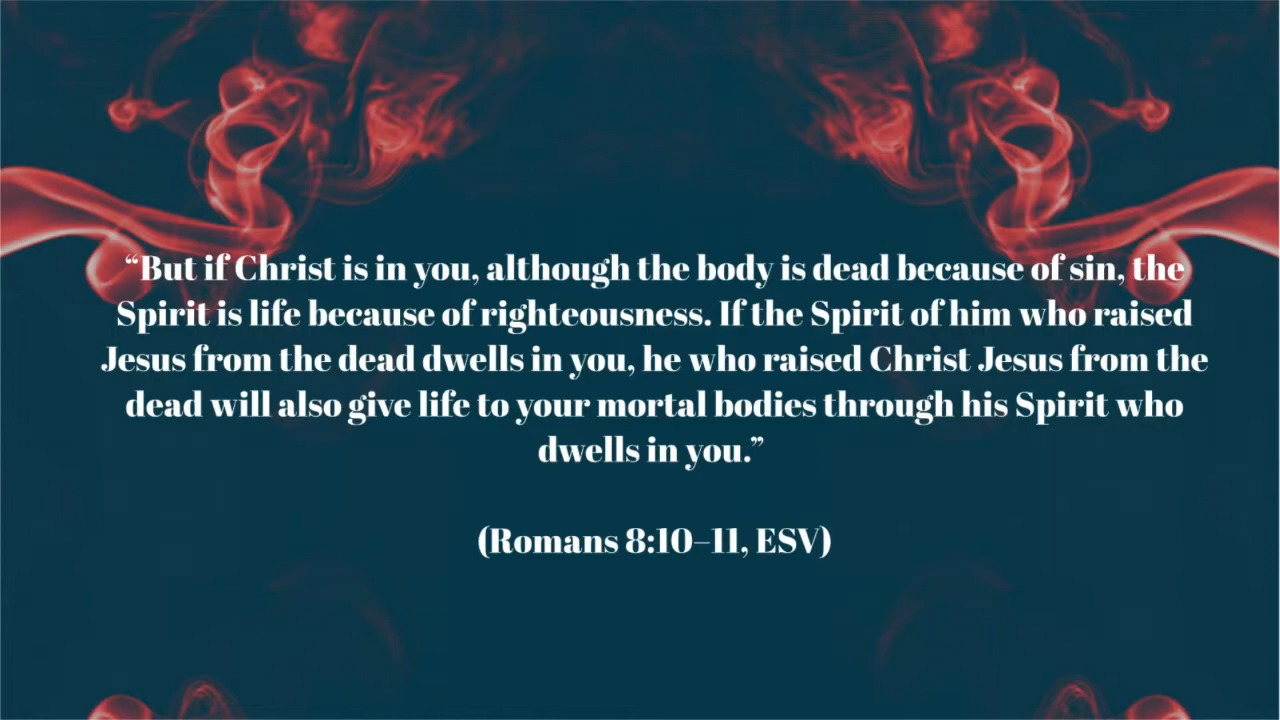 “But if Christ is in you, although the body is dead because of sin, the
Spirit is life because of righteousness. If the Spirit of him who raised
Jesus from the dead dwells in you, he who raised Christ Jesus from the
dead will also give life to your mortal bodies through his Spirit who
dwells in you.”
(Romans 8:10–11, ESV)